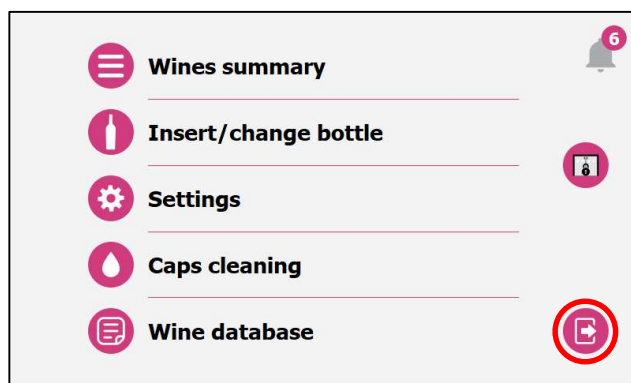 6
Wines summary
Insert/change bottle
Settings
Caps cleaning
Wine database